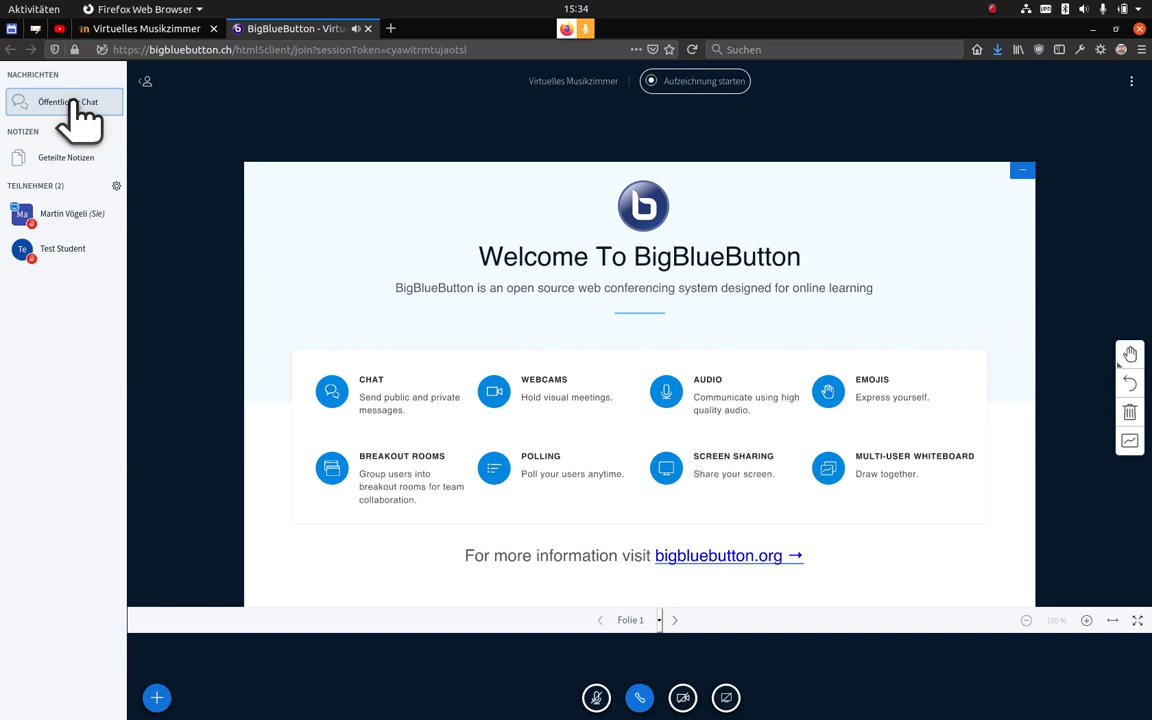 Aktivitäten
Firefox Web Browser
15:34
Virtuelles Musikzimmer
BigBlueButton - Virtu
https://bigbluebutton.ch/html5client/join?sessionToken=cyawitrmtujaotsl
Suchen
NACHRICHTEN
Chat
NOTIZEN
Geteilte Notizen
TEILNEHMER (2)
Ma
Martin Vögeli (Sie)
Te
Test Student
Virtuelles Musikzimmer
Aufzeichnung starten
b
Welcome To BigBlueButton
BigBlueButton is an open source web conferencing system designed for online learning
CHAT
Send public and private
messages.
WEBCAMS
Hold visual meetings.
AUDIO
Communicate using high
quality audio.
EMOJIS
Express yourself.
BREAKOUT ROOMS
Group users into
breakout rooms for team
collaboration.
POLLING
Poll your users anytime.
SCREEN SHARING
Share your screen.
MULTI-USER WHITEBOARD
Draw together.
For more information visit bigbluebutton.org →
Folie 1
100 %